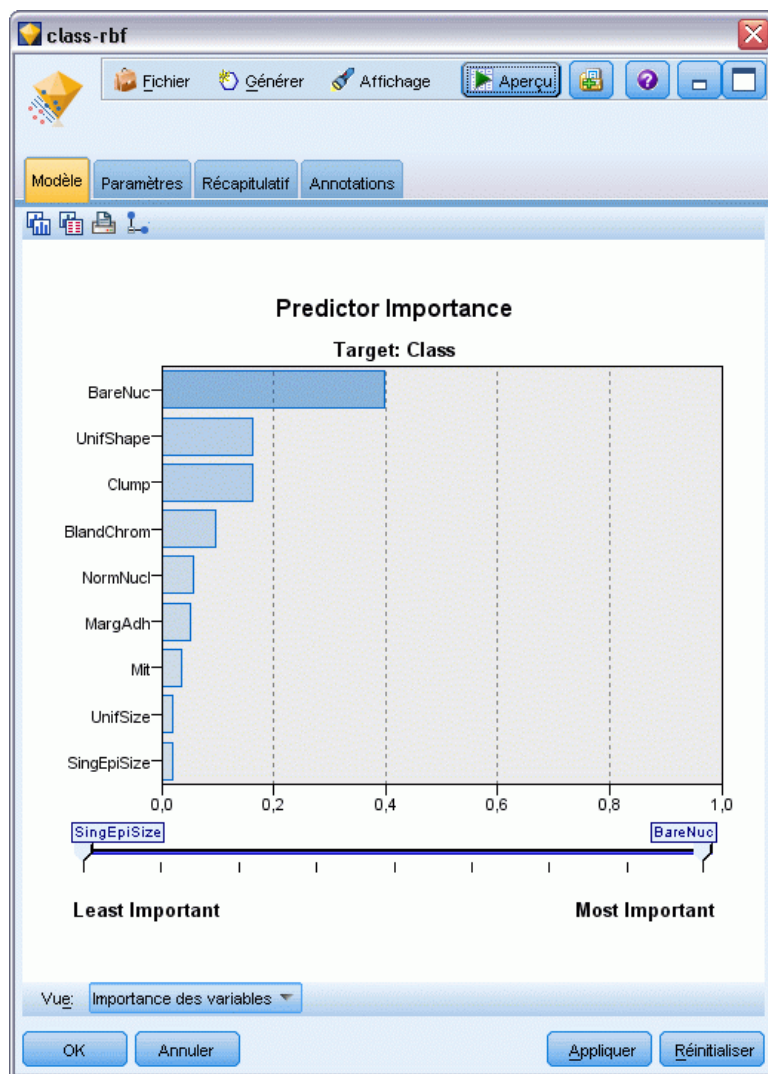 class-rbf
Fichier Générer Affichage Aperçu
Modèle Paramètres Récapitulatif Annotations
Predictor Importance
Target: Class
BareNuc
UnifShape
Clump
BlandChrom
NormNucl
MargAdh
Mit
UnifSize
SingEpiSize
0,0 0,2 0,4 0,6 0,8 1,0
SingEpiSize BareNuc
Least Important Most Important
Vue: Importance des variables
OK Annuler Appliquer Réinitialiser